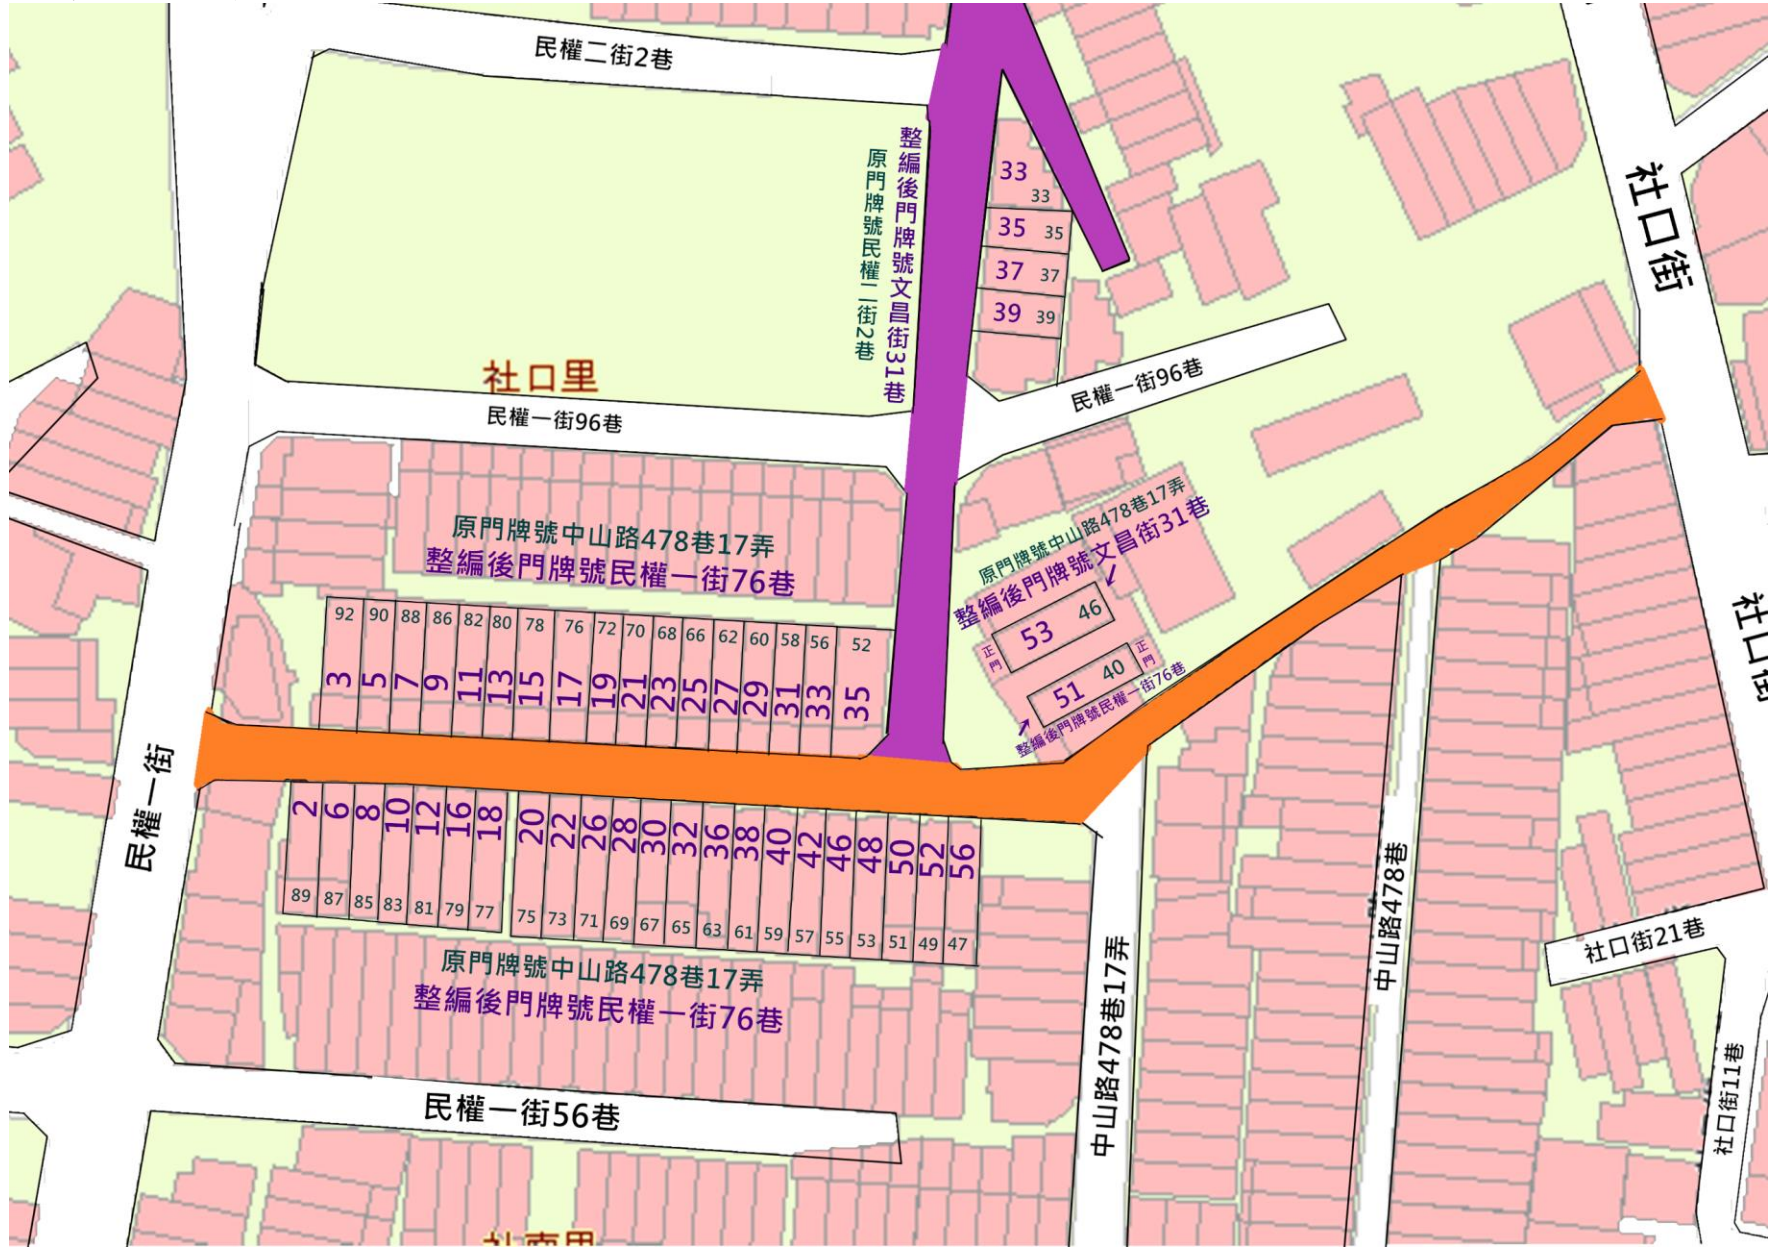 民權二街2巷
整編後門牌號文昌街31巷
原門牌號民權二街2巷
33
33
35 35
37 37
39 39
社口街
社口里
民權一街96巷
民權一街96巷
原門牌號中山路478巷17弄
整編後門牌號民權一街76巷
原門牌號中山路478巷17弄
整編後門牌號文昌街31巷
53 46
正門
51 40
正門
整編後門牌號民權一街76巷
社口街
92 90 88 86 82 80 78 76 72 70 68 66 62 60 58 56 52
3 5 7 9 11 13 15 17 19 21 23 25 27 29 31 33 35
民權一街
2 6 8 10 12 16 18 20 22 26 28 30 32 36 38 40 42 46 48 50 52 56
89 87 85 83 81 79 77 75 73 71 69 67 65 63 61 59 57 55 53 51 49 47
原門牌號中山路478巷17弄
整編後門牌號民權一街76巷
中山路478巷17弄
中山路478巷
社口街21巷
社口街11巷
民權一街56巷
社南里